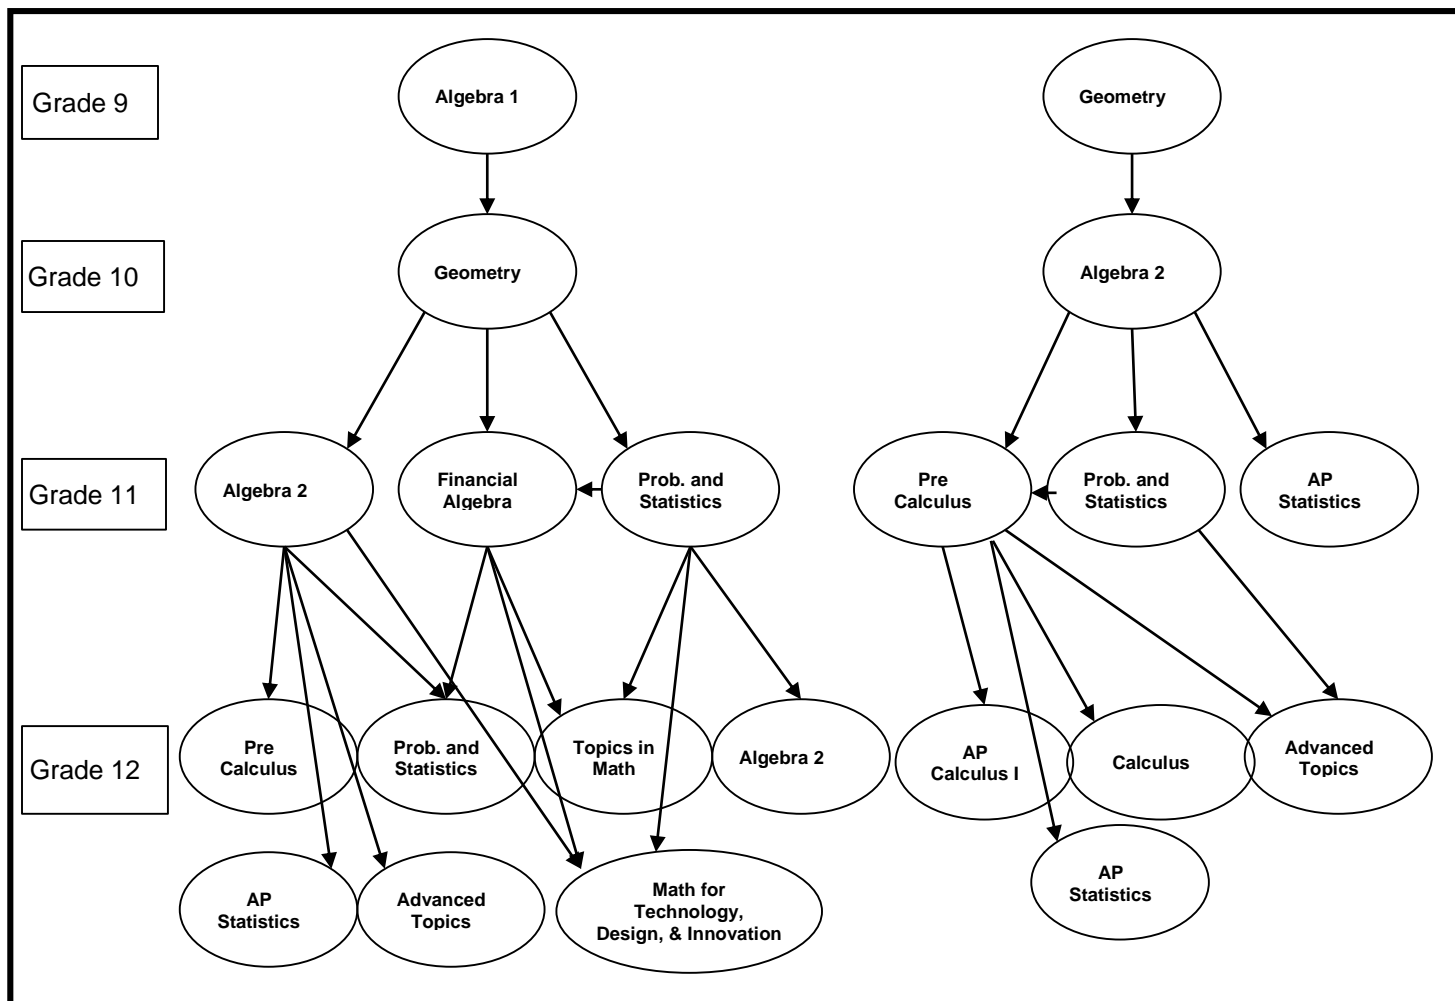 Grade 9
Algebra 1
Geometry
Grade 10
Geometry
Algebra 2
Grade 11
Algebra 2
Financial
Algebra
Prob. and
Statistics
Pre
Calculus
Prob. and
Statistics
AP
Statistics
Grade 12
Pre
Calculus
Prob. and
Statistics
Topics in
Math
Algebra 2
AP
Calculus I
Calculus
Advanced
Topics
AP
Statistics
Advanced
Topics
Math for
Technology,
Design, & Innovation
AP
Statistics